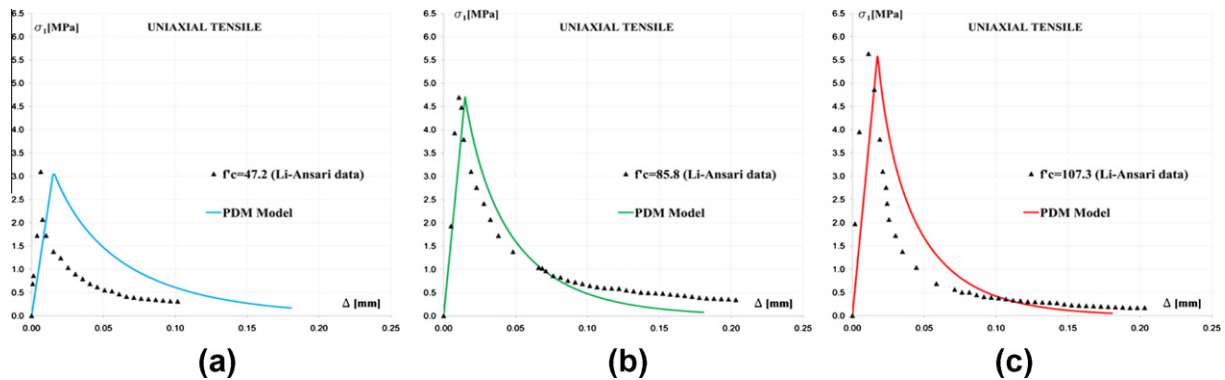 σ₁[MPa] UNIAXIAL TENSILE
6.5
6.0
5.5
5.0
4.5
4.0
3.5
3.0
2.5
2.0
1.5
1.0
0.5
0.0
f'c=47.2 (Li-Ansari data)
PDM Model
Δ [mm]
0.00 0.05 0.10 0.15 0.20 0.25
(a)
σ₁[MPa]
UNIAXIAL TENSILE
6.5
6.0
5.5
5.0
4.5
4.0
3.5
3.0
2.5
2.0
1.5
1.0
0.5
0.0
f'c=85.8 (Li-Ansari data)
PDM Model
Δ [mm]
0.00 0.05 0.10 0.15 0.20 0.25
(b)
σ₁[MPa]
UNIAXIAL TENSILE
6.5
6.0
5.5
5.0
4.5
4.0
3.5
3.0
2.5
2.0
1.5
1.0
0.5
0.0
f'c=107.3 (Li-Ansari data)
PDM Model
Δ [mm]
0.00 0.05 0.10 0.15 0.20 0.25
(c)